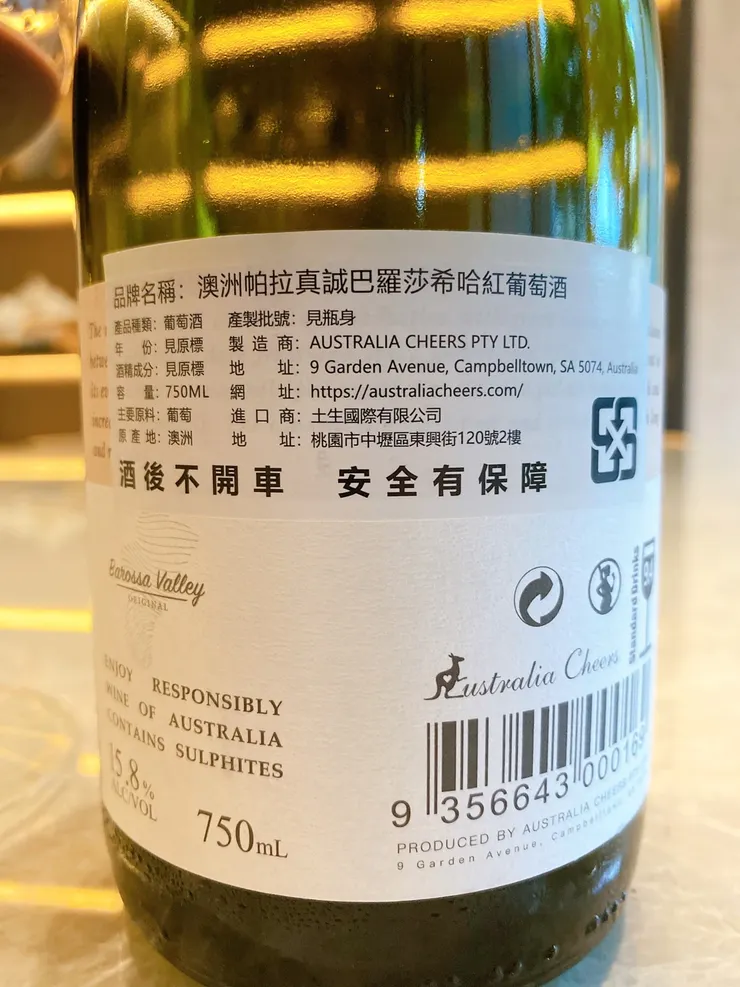 品牌名稱：澳洲帕拉真誠巴羅莎希哈紅葡萄酒
產品種類：葡萄酒 產製批號：見瓶身
年 份：見原標 製造商：AUSTRALIA CHEERS PTY LTD.
酒精成分：見原標 地 址：9 Garden Avenue, Campbelltown, SA 5074, Australia
容 量：750ML 網 址：https://australiacheers.com/
主要原料：葡萄 進口商：土生國際有限公司
原產地：澳洲 地 址：桃園市中壢區東興街120號2樓
酒後不開車 安全有保障
Barossa Valley
ORIGINAL
Standard Drinks
Australia Cheers
ENJOY RESPONSIBLY
WINE OF AUSTRALIA
CONTAINS SULPHITES
15.8%
ALC/VOL
750mL
9 356643 000169
PRODUCED BY AUSTRALIA CHEERS
9 Garden Avenue, Campbelltown